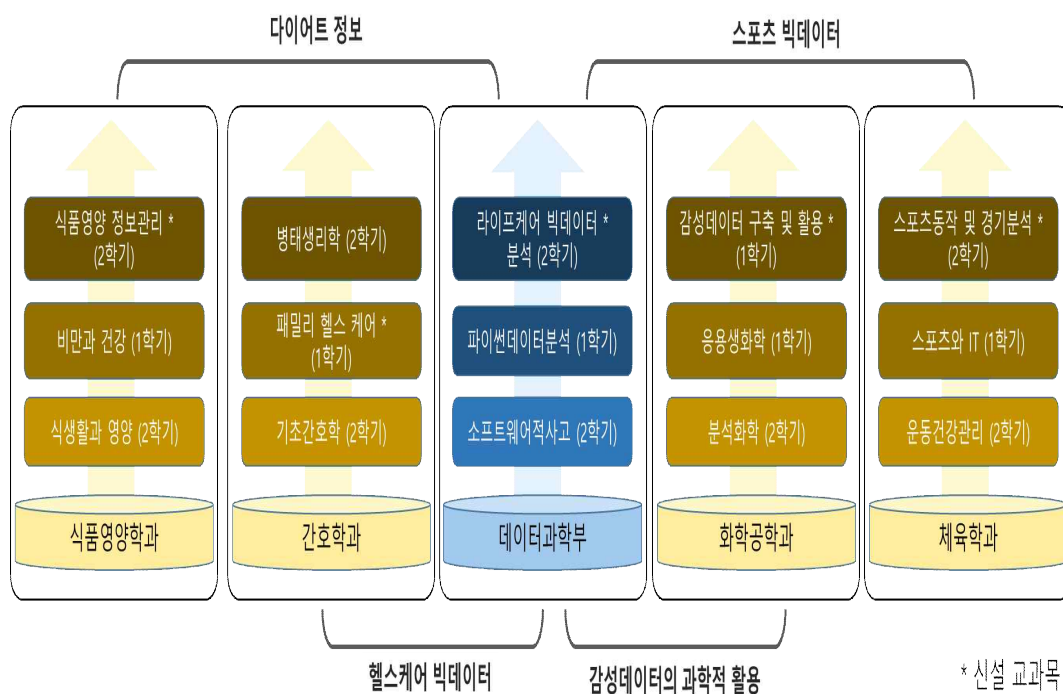 다이어트 정보
스포츠 빅데이터
식품영양 정보관리 *
(2학기)
비만과 건강 (1학기)
식생활과 영양 (2학기)
식품영양학과
병태생리학 (2학기)
패밀리 헬스 케어 *
(1학기)
기초간호학 (2학기)
간호학과
라이프케어 빅데이터 *
분석 (2학기)
파이썬데이터분석 (1학기)
소프트웨어적사고 (2학기)
데이터과학부
감성데이터 구축 및 활용 *
(1학기)
응용생화학 (1학기)
분석화학 (2학기)
화학공학과
스포츠동작 및 경기분석 *
(2학기)
스포츠와 IT (1학기)
운동건강관리 (2학기)
체육학과
헬스케어 빅데이터
감성데이터의 과학적 활용
* 신설 교과목